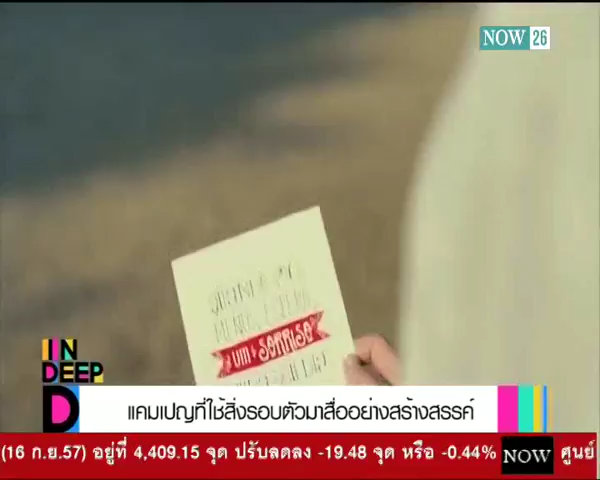 NOW 26
UM SORRISO
IN
DEEP
D
แคมเปญที่ใช้สิ่งรอบตัวมาสื่ออย่างสร้างสรรค์
(16 ก.ย.57) อยู่ที่ 4,409.15 จุด ปรับลดลง -19.48 จุด หรือ -0.44% NOW ศูนย์